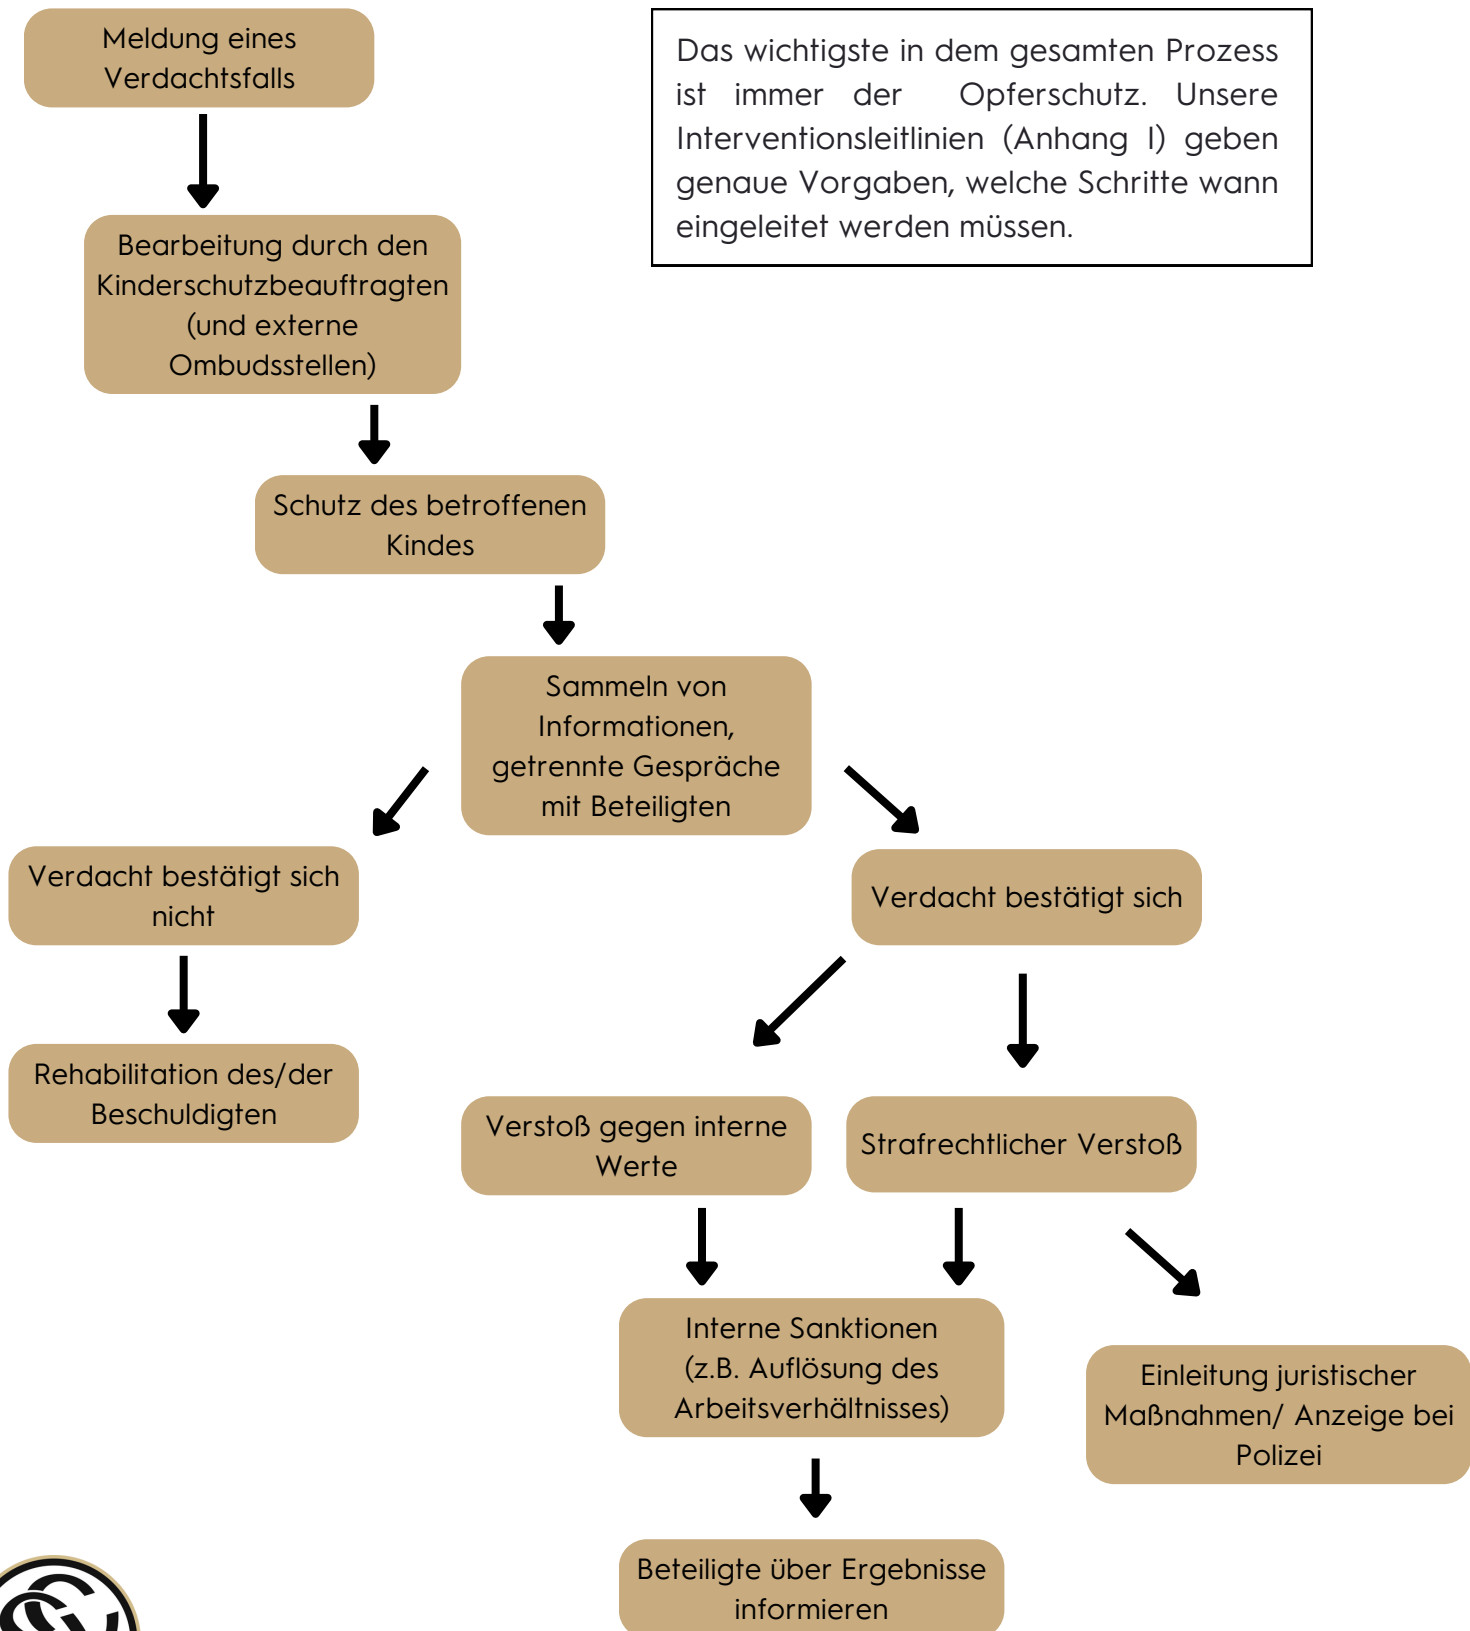 Meldung eines
Verdachtsfalls
Das wichtigste in dem gesamten Prozess
ist immer der Opferschutz. Unsere
Interventionsleitlinien (Anhang I) geben
genaue Vorgaben, welche Schritte wann
eingeleitet werden müssen.
Bearbeitung durch den
Kinderschutzbeauftragten
(und externe
Ombudsstellen)
Schutz des betroffenen
Kindes
Sammeln von
Informationen,
getrennte Gespräche
mit Beteiligten
Verdacht bestätigt sich
nicht
Verdacht bestätigt sich
Rehabilitation des/der
Beschuldigten
Verstoß gegen interne
Werte
Strafrechtlicher Verstoß
Interne Sanktionen
(z.B. Auflösung des
Arbeitsverhältnisses)
Einleitung juristischer
Maßnahmen/ Anzeige bei
Polizei
Beteiligte über Ergebnisse
informieren